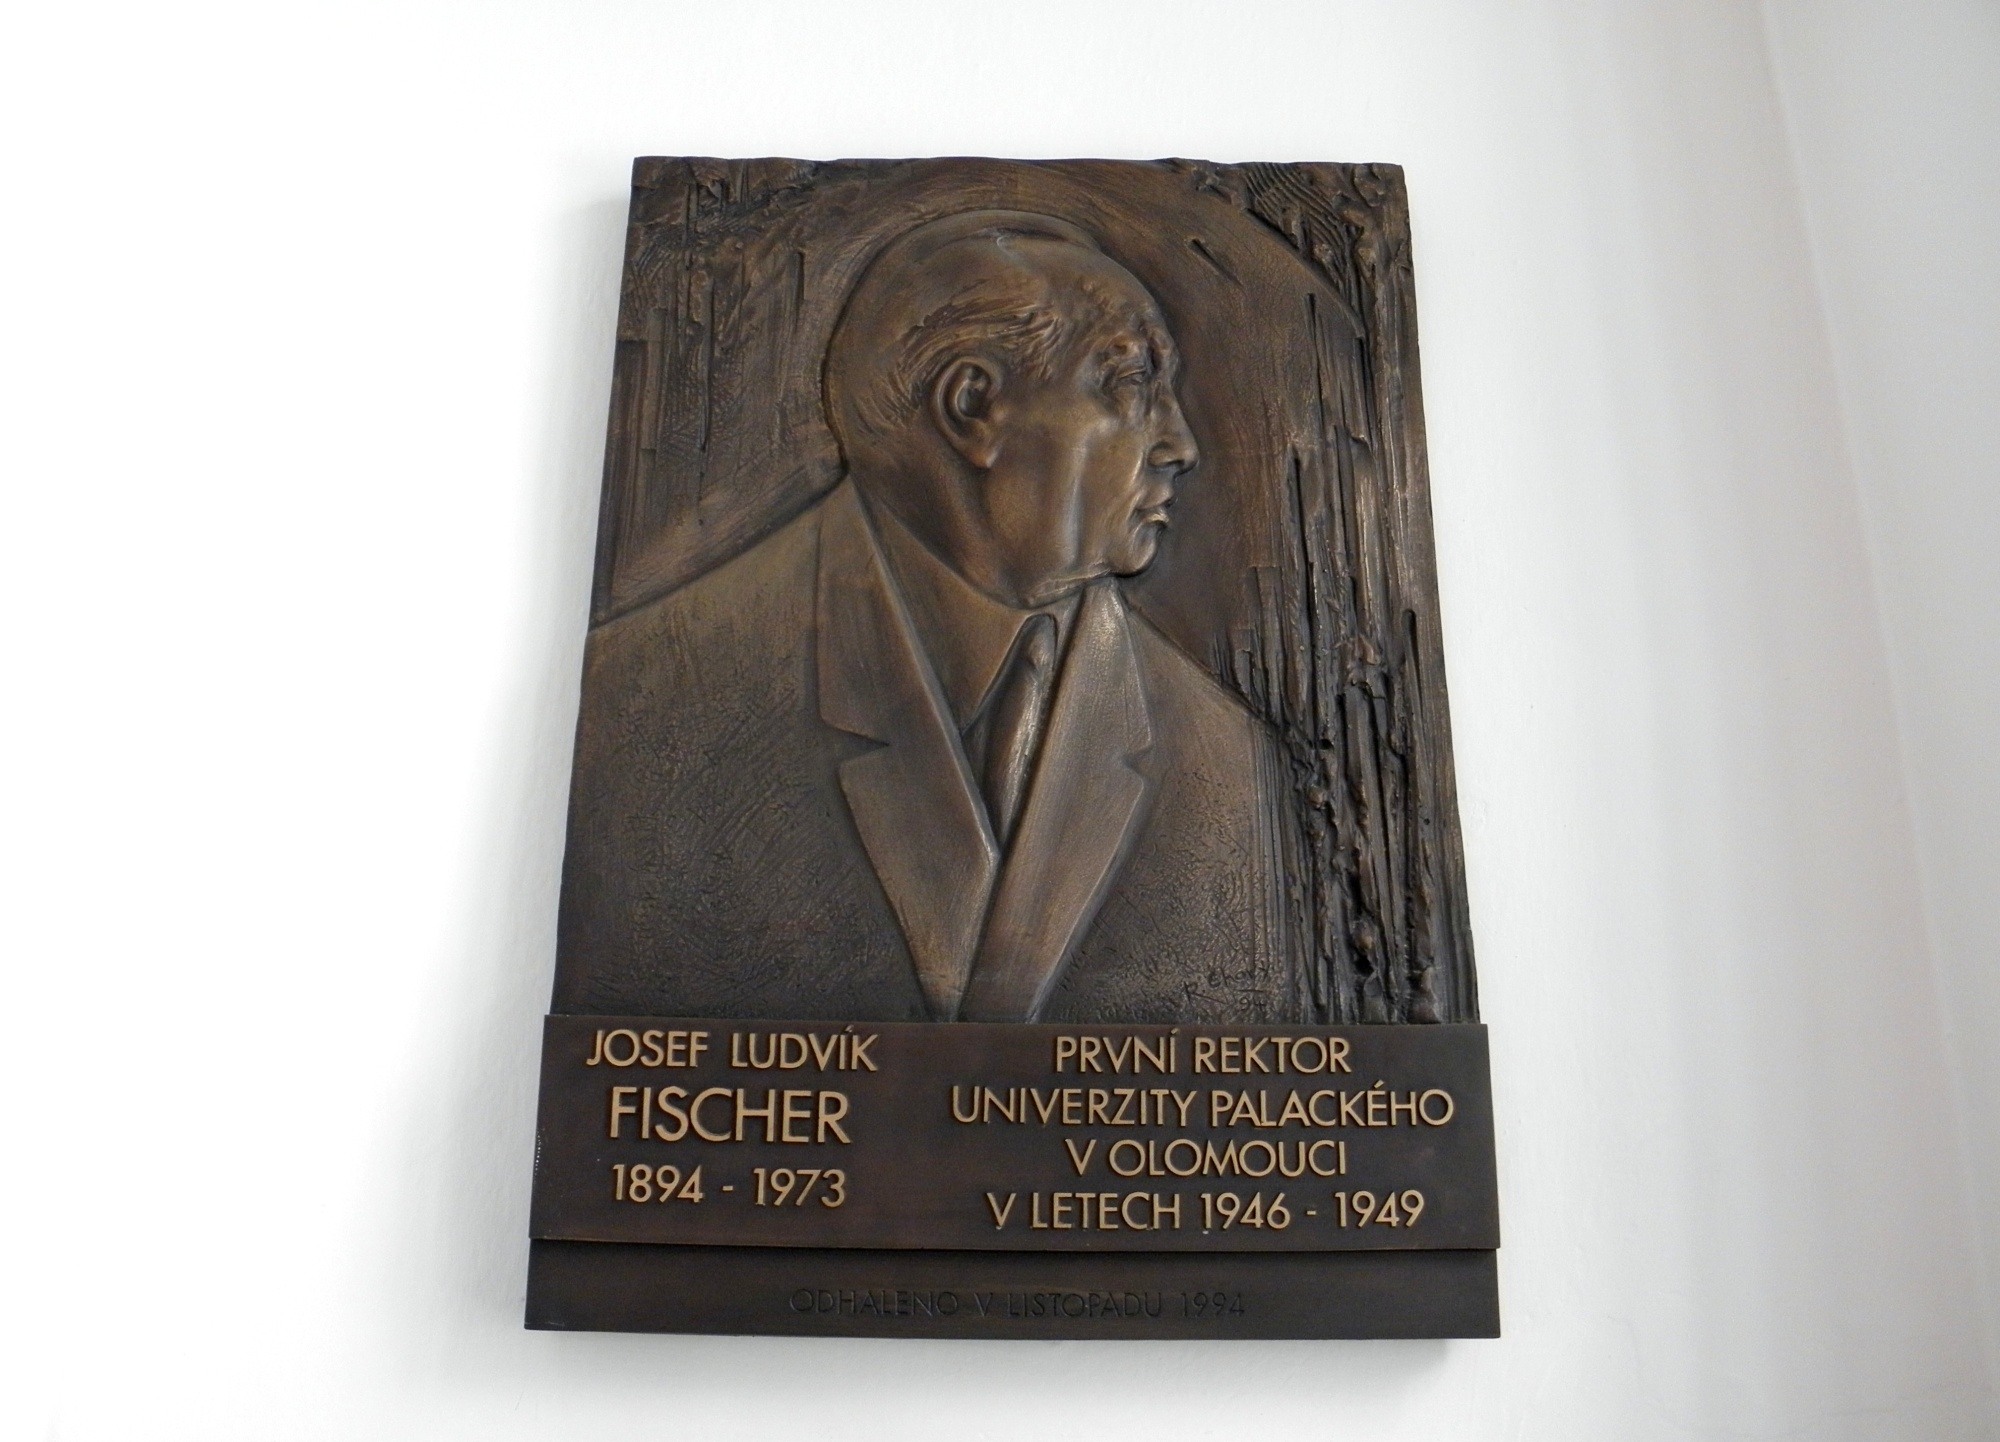 JOSEF LUDVÍK
FISCHER
1894 - 1973
PRVNÍ REKTOR
UNIVERZITY PALACKÉHO
V OLOMOUCI
V LETECH 1946 - 1949
ODHALENO V LISTOPADU 1994